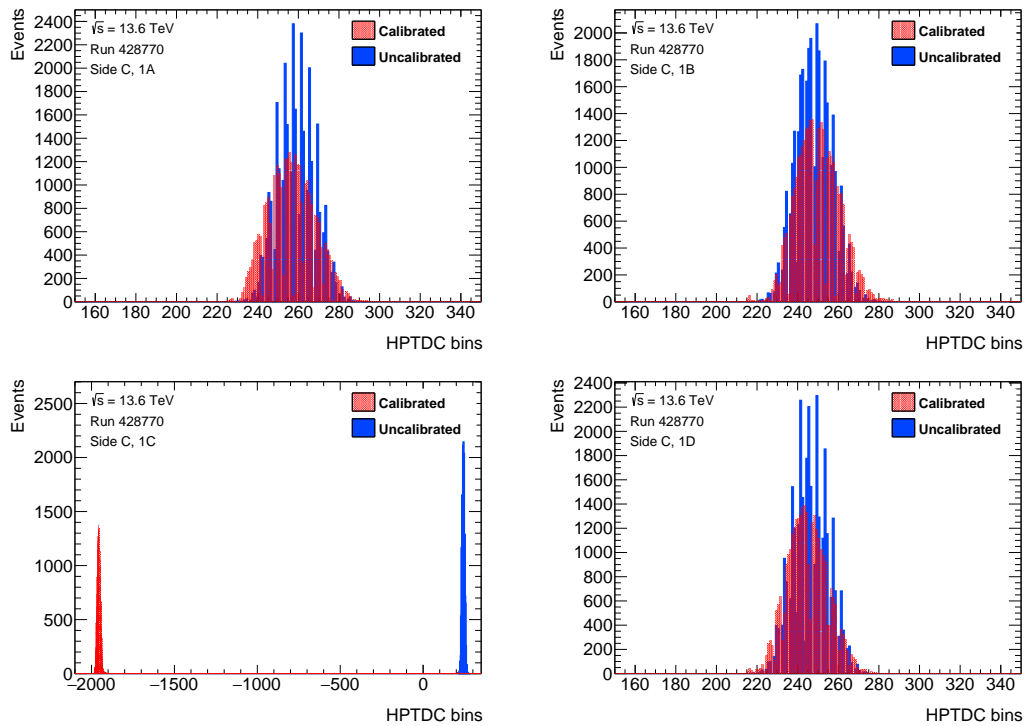 Events
2400
2200
2000
1800
1600
1400
1200
1000
800
600
400
200
0
√s = 13.6 TeV
Run 428770
Side C, 1A
Calibrated
Uncalibrated
160 180 200 220 240 260 280 300 320 340
HPTDC bins
Events
2000
1800
1600
1400
1200
1000
800
600
400
200
0
√s = 13.6 TeV
Run 428770
Side C, 1B
Calibrated
Uncalibrated
160 180 200 220 240 260 280 300 320 340
HPTDC bins
Events
2500
2000
1500
1000
500
0
√s = 13.6 TeV
Run 428770
Side C, 1C
Calibrated
Uncalibrated
−2000 −1500 −1000 −500 0
HPTDC bins
Events
2400
2200
2000
1800
1600
1400
1200
1000
800
600
400
200
0
√s = 13.6 TeV
Run 428770
Side C, 1D
Calibrated
Uncalibrated
160 180 200 220 240 260 280 300 320 340
HPTDC bins